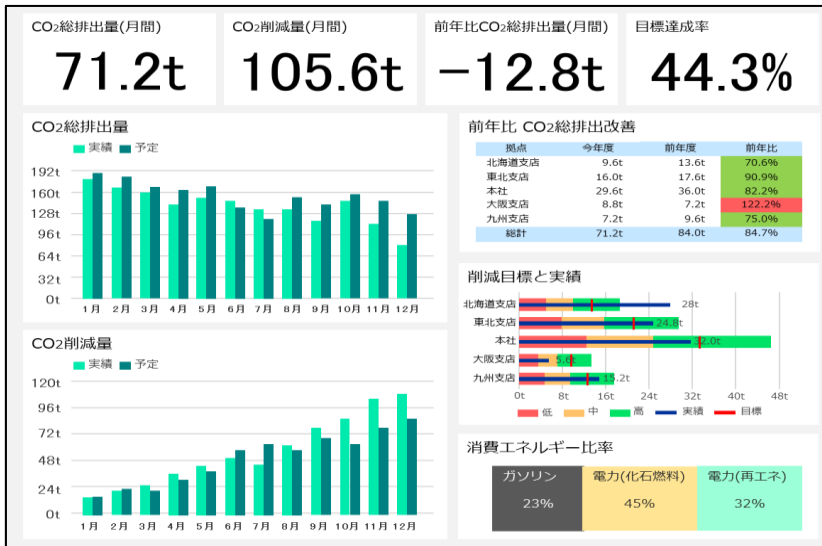 CO2総排出量(月間)
71.2t
CO2削減量(月間)
105.6t
前年比CO2総排出量(月間)
-12.8t
目標達成率
44.3%
CO2総排出量
実績 予定
192t
160t
128t
96t
64t
32t
0t
1月 2月 3月 4月 5月 6月 7月 8月 9月 10月 11月 12月
CO2削減量
実績 予定
120t
96t
72t
48t
24t
0t
1月 2月 3月 4月 5月 6月 7月 8月 9月 10月 11月 12月
前年比 CO2総排出改善
拠点 今年度 前年度 前年比
北海道支店 9.6t 13.6t 70.6%
東北支店 16.0t 17.6t 90.9%
本社 29.6t 36.0t 82.2%
大阪支店 8.8t 7.2t 122.2%
九州支店 7.2t 9.6t 75.0%
総計 71.2t 84.0t 84.7%
削減目標と実績
北海道支店 28t
東北支店 24.8t
本社 32.0t
大阪支店 5.6t
九州支店 15.2t
0t 8t 16t 24t 32t 40t 48t
低 中 高 実績 目標
消費エネルギー比率
ガソリン 電力(化石燃料) 電力(再エネ)
23% 45% 32%